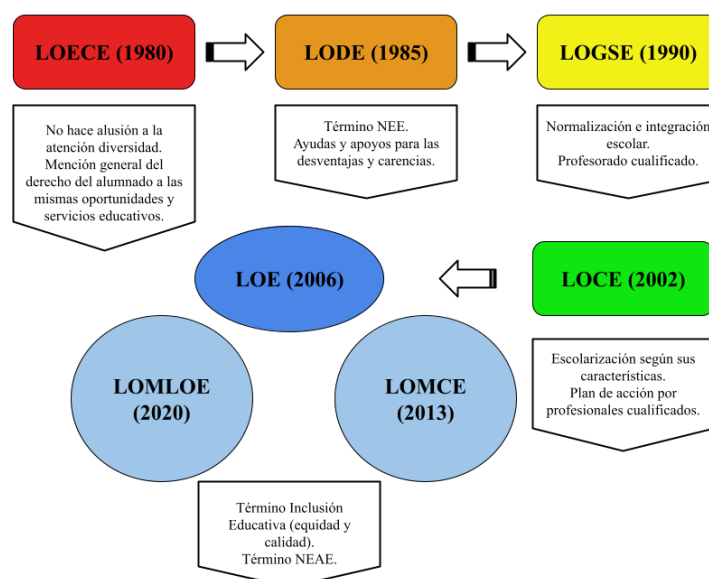 LOECE (1980)
LODE (1985)
LOGSE (1990)
No hace alusión a la
atención diversidad.
Mención general del
derecho del alumnado a las
mismas oportunidades y
servicios educativos.
Término NEE.
Ayudas y apoyos para las
desventajas y carencias.
Normalización e integración
escolar.
Profesorado cualificado.
LOE (2006)
LOCE (2002)
LOMLOE
(2020)
LOMCE
(2013)
Escolarización según sus
características.
Plan de acción por
profesionales cualificados.
Término Inclusión
Educativa (equidad y
calidad).
Término NEAE.